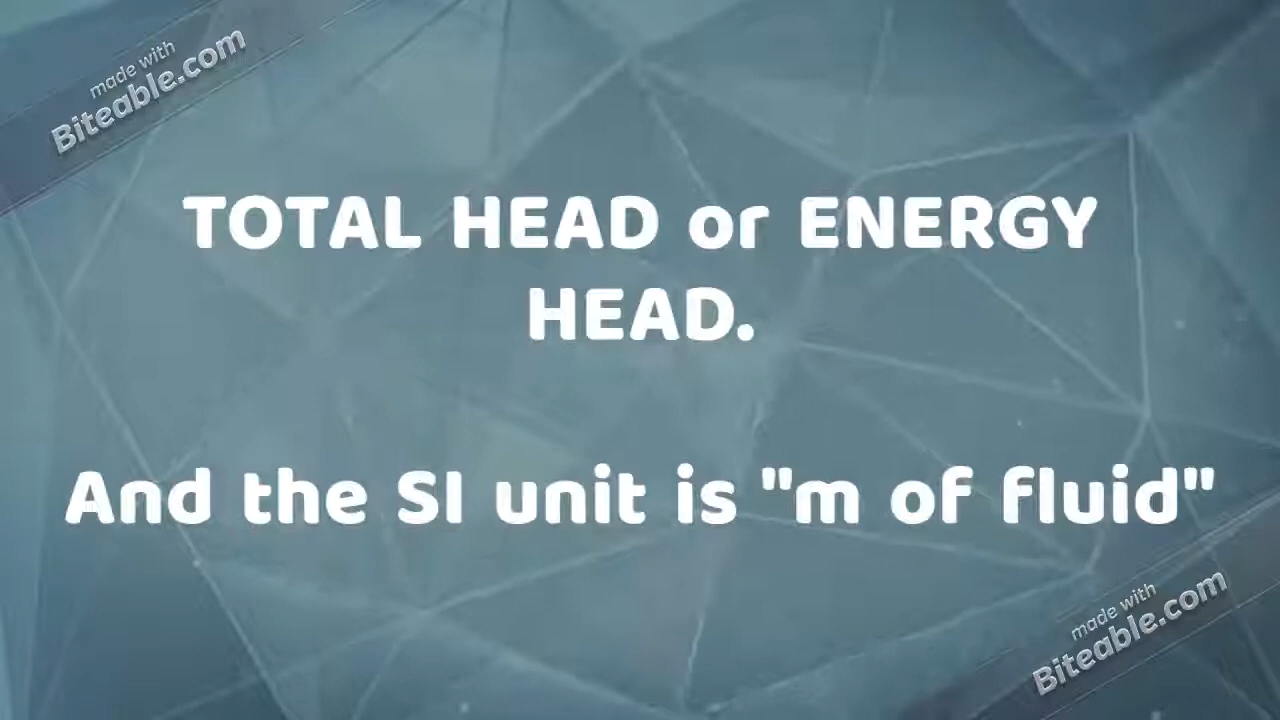 made with
Biteable.com
TOTAL HEAD or ENERGY
HEAD.
And the SI unit is "m of fluid"
made with
Biteable.com